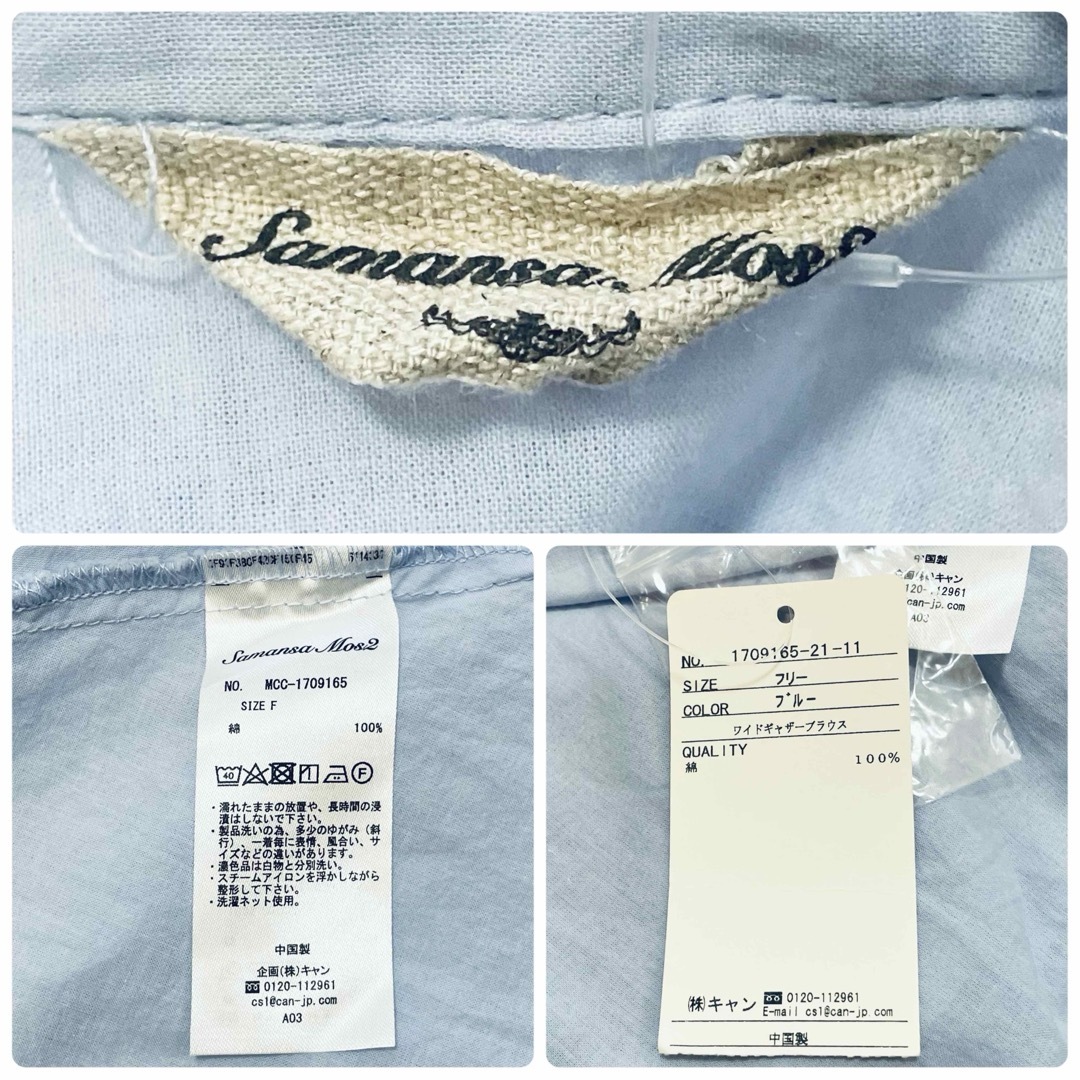 Samansa Mos2
Samansa Mos2
NO. MCC-1709165
SIZE F
綿 100%
40
・濡れたままの放置や、長時間の浸
漬はしないで下さい。
・製品洗いの為、多少のゆがみ(斜
行)、一着毎に表情、風合い、サ
イズなどの違いがあります。
・濃色品は白物と分別洗い。
・スチームアイロンを浮かしながら
整形して下さい。
・洗濯ネット使用。
中国製
企画(株)キャン
0120-112961
cs1@can-jp.com
A03
中国製
企画(株)キャン
120-112961
@can-jp.com
A03
NO. 1709165-21-11
SIZE フリー
COLOR ブルー
ワイドギャザーブラウス
QUALITY
綿 100%
(株)キャン 0120-112961
E-mail cs1@can-jp.com
中国製